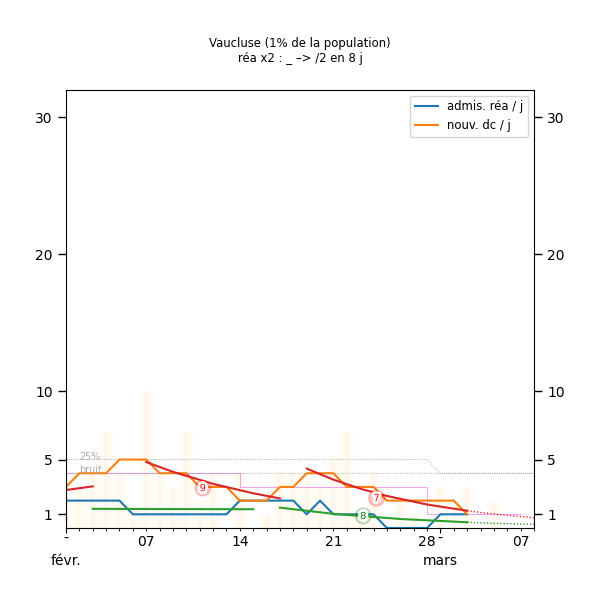 Vaucluse (1% de la population)
réa x2 : _ –> /2 en 8 j
admis. réa / j
nouv. dc / j
30 30
20 20
10 10
5 5
1 1
25%
bruit
9
7
8
- 07 14 21 28 - 07
févr. mars